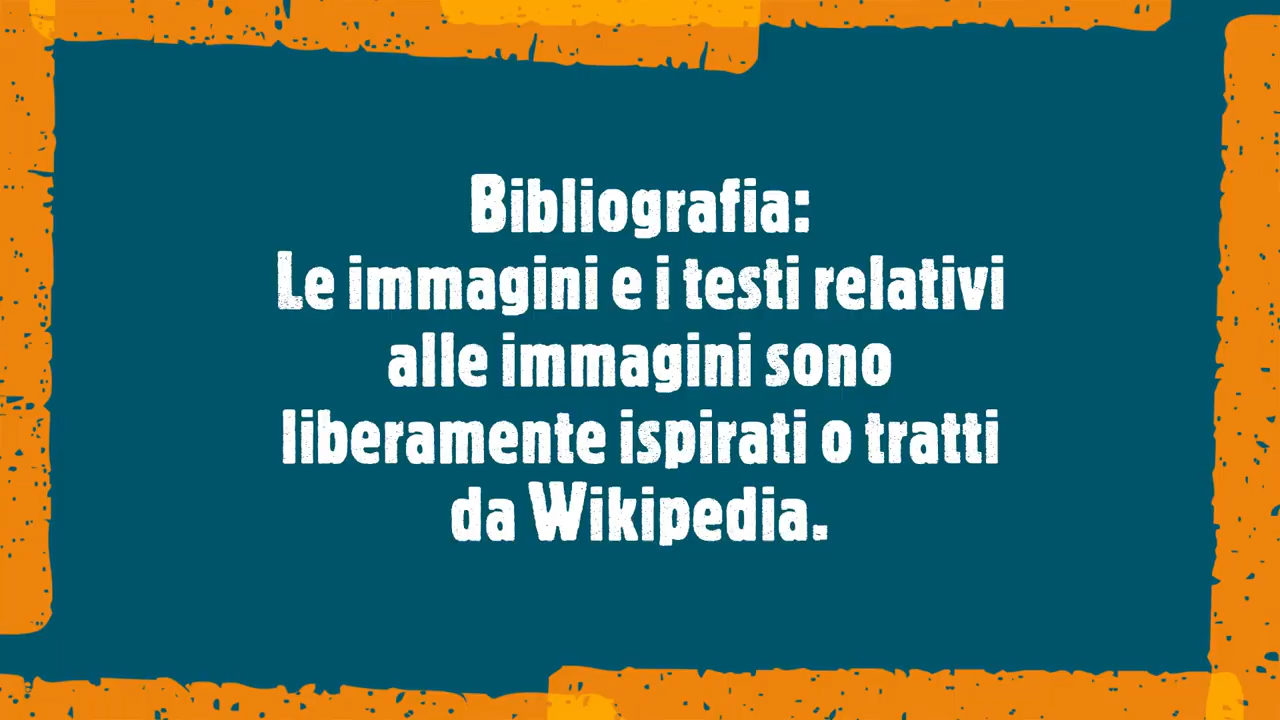 Bibliografia:
Le immagini e i testi relativi
alle immagini sono
liberamente ispirati o tratti
da Wikipedia.